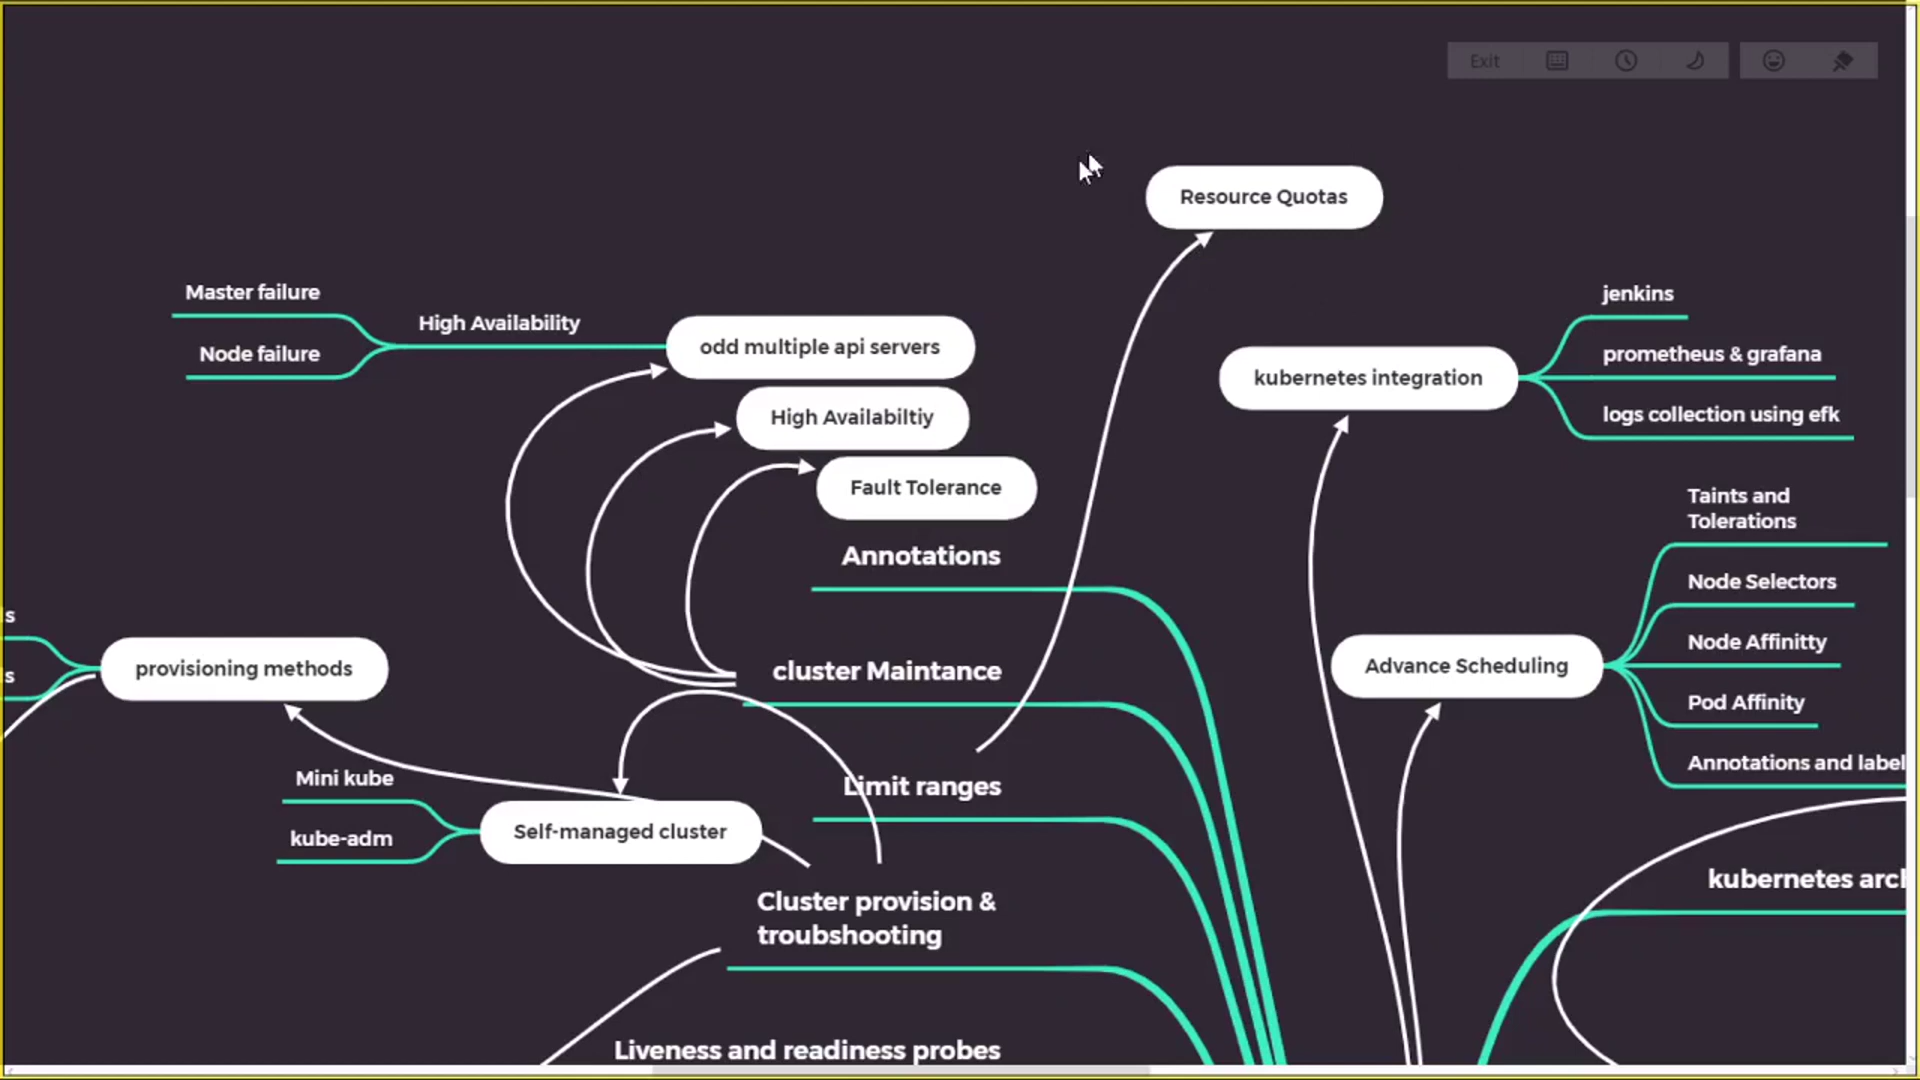 Exit
Resource Quotas
Master failure
High Availability
Node failure
odd multiple api servers
High Availabiltiy
Fault Tolerance
jenkins
kubernetes integration
prometheus & grafana
logs collection using efk
Annotations
Taints and
Tolerations
Node Selectors
Node Affinitty
Advance Scheduling
Pod Affinity
Annotations and label
s
s
provisioning methods
cluster Maintance
Mini kube
kube-adm
Self-managed cluster
Limit ranges
kubernetes arc
Cluster provision &
troubshooting
Liveness and readiness probes